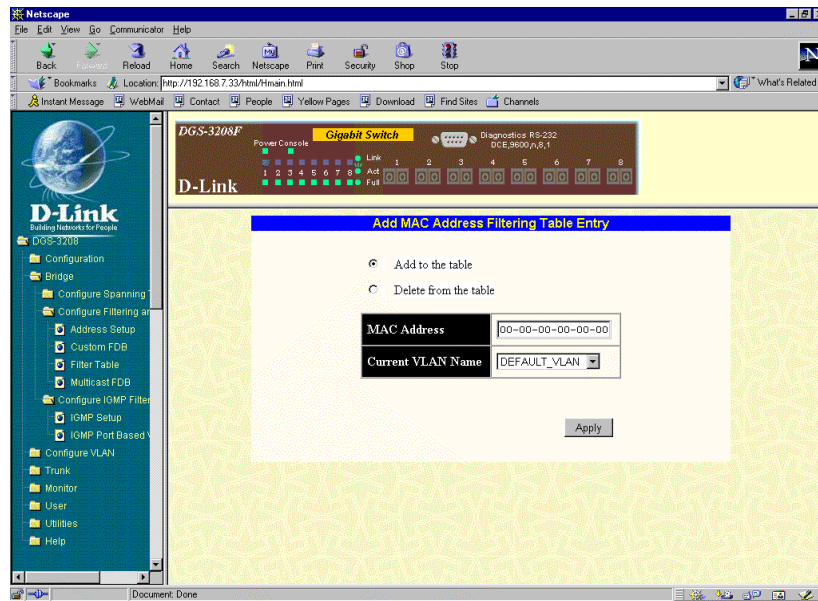 Netscape
File Edit View Go Communicator Help
Back Forward Reload Home Search Netscape Print Security Shop Stop
Bookmarks Location: http://192.168.7.33/html/Hmain.html What's Related
Instant Message WebMail Contact People Yellow Pages Download Find Sites Channels
DGS-3208F
Gigabit Switch
Power Console
Diagnostics RS-232
DCE,9600,n,8,1
Link
1 2 3 4 5 6 7 8
Act
1 2 3 4 5 6 7 8
Full
D-Link
D-Link
Building Networks for People
DGS-3208
Configuration
Bridge
Configure Spanning
Configure Filtering an
Address Setup
Custom FDB
Filter Table
Multicast FDB
Configure IGMP Filter
IGMP Setup
IGMP Port Based V
Configure VLAN
Trunk
Monitor
User
Utilities
Help
Add MAC Address Filtering Table Entry
Add to the table
Delete from the table
MAC Address 00-00-00-00-00-00
Current VLAN Name DEFAULT_VLAN
Apply
Document: Done